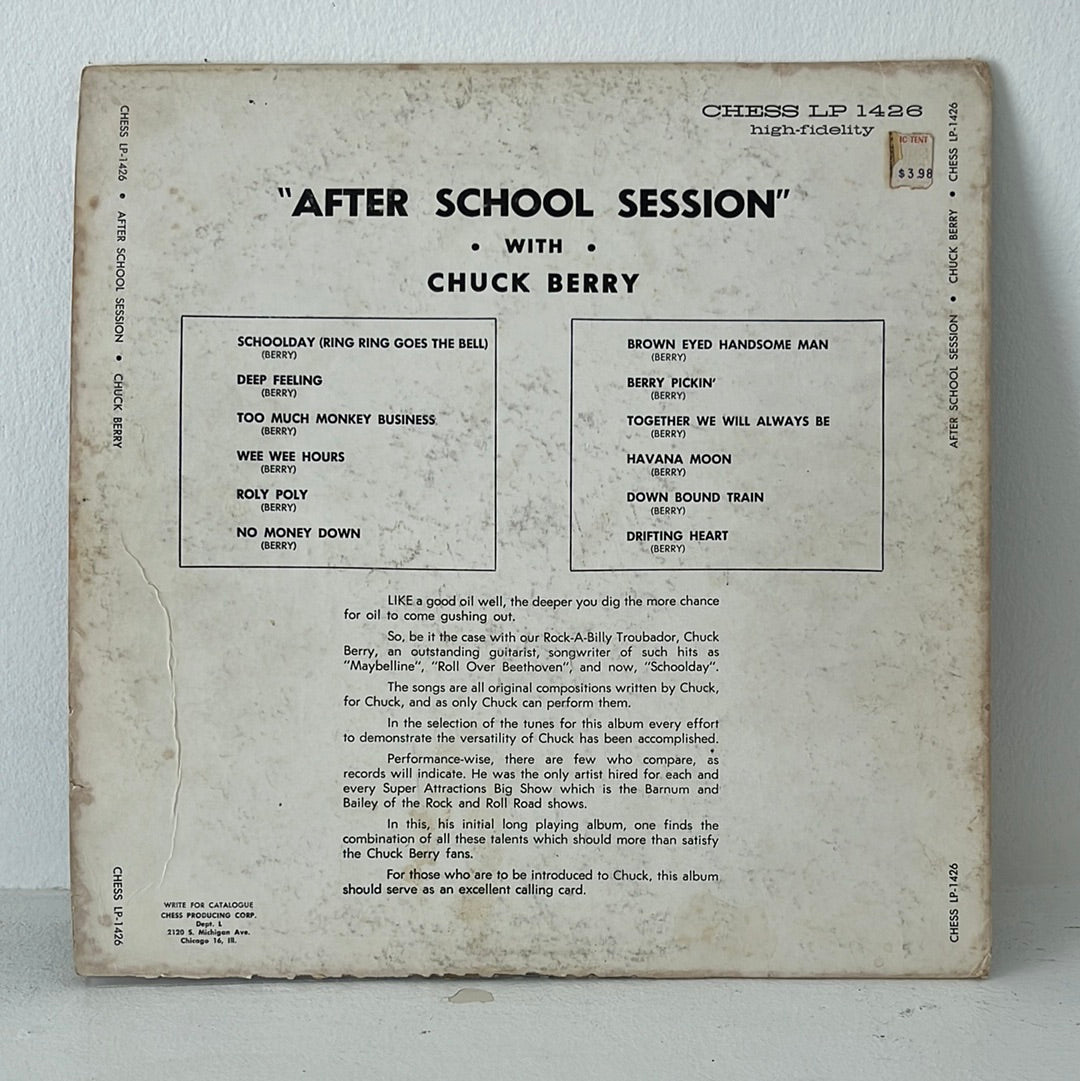 CHESS LP 1426
high-fidelity
IC-TENT
$3.98
"AFTER SCHOOL SESSION"
• WITH •
CHUCK BERRY
CHESS LP-1426 • AFTER SCHOOL SESSION • CHUCK BERRY
SCHOOLDAY (RING RING GOES THE BELL)
(BERRY)
DEEP FEELING
(BERRY)
TOO MUCH MONKEY BUSINESS
(BERRY)
WEE WEE HOURS
(BERRY)
ROLY POLY
(BERRY)
NO MONEY DOWN
(BERRY)
BROWN EYED HANDSOME MAN
(BERRY)
BERRY PICKIN'
(BERRY)
TOGETHER WE WILL ALWAYS BE
(BERRY)
HAVANA MOON
(BERRY)
DOWN BOUND TRAIN
(BERRY)
DRIFTING HEART
(BERRY)
AFTER SCHOOL SESSION • CHUCK BERRY • CHESS LP-1426
LIKE a good oil well, the deeper you dig the more chance
for oil to come gushing out.
So, be it the case with our Rock-A-Billy Troubador, Chuck
Berry, an outstanding guitarist, songwriter of such hits as
"Maybelline", "Roll Over Beethoven", and now, "Schoolday".
The songs are all original compositions written by Chuck,
for Chuck, and as only Chuck can perform them.
In the selection of the tunes for this album every effort
to demonstrate the versatility of Chuck has been accomplished.
Performance-wise, there are few who compare, as
records will indicate. He was the only artist hired for each and
every Super Attractions Big Show which is the Barnum and
Bailey of the Rock and Roll Road shows.
In this, his initial long playing album, one finds the
combination of all these talents which should more than satisfy
the Chuck Berry fans.
For those who are to be introduced to Chuck, this album
should serve as an excellent calling card.
CHESS LP-1426
WRITE FOR CATALOGUE
CHESS PRODUCING CORP.
Dept. L
2120 S. Michigan Ave.
Chicago 16, Ill.
CHESS LP-1426